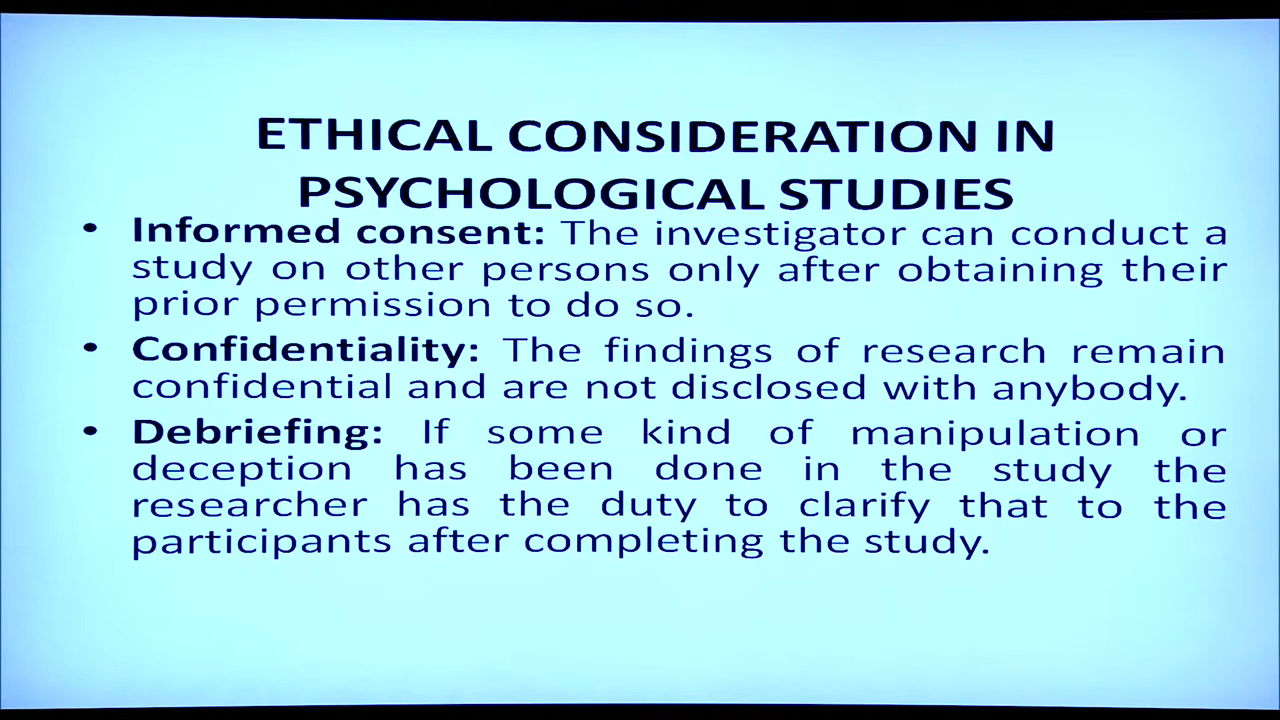 ETHICAL CONSIDERATION IN
PSYCHOLOGICAL STUDIES
• Informed consent: The investigator can conduct a
study on other persons only after obtaining their
prior permission to do so.
• Confidentiality: The findings of research remain
confidential and are not disclosed with anybody.
• Debriefing: If some kind of manipulation or
deception has been done in the study the
researcher has the duty to clarify that to the
participants after completing the study.